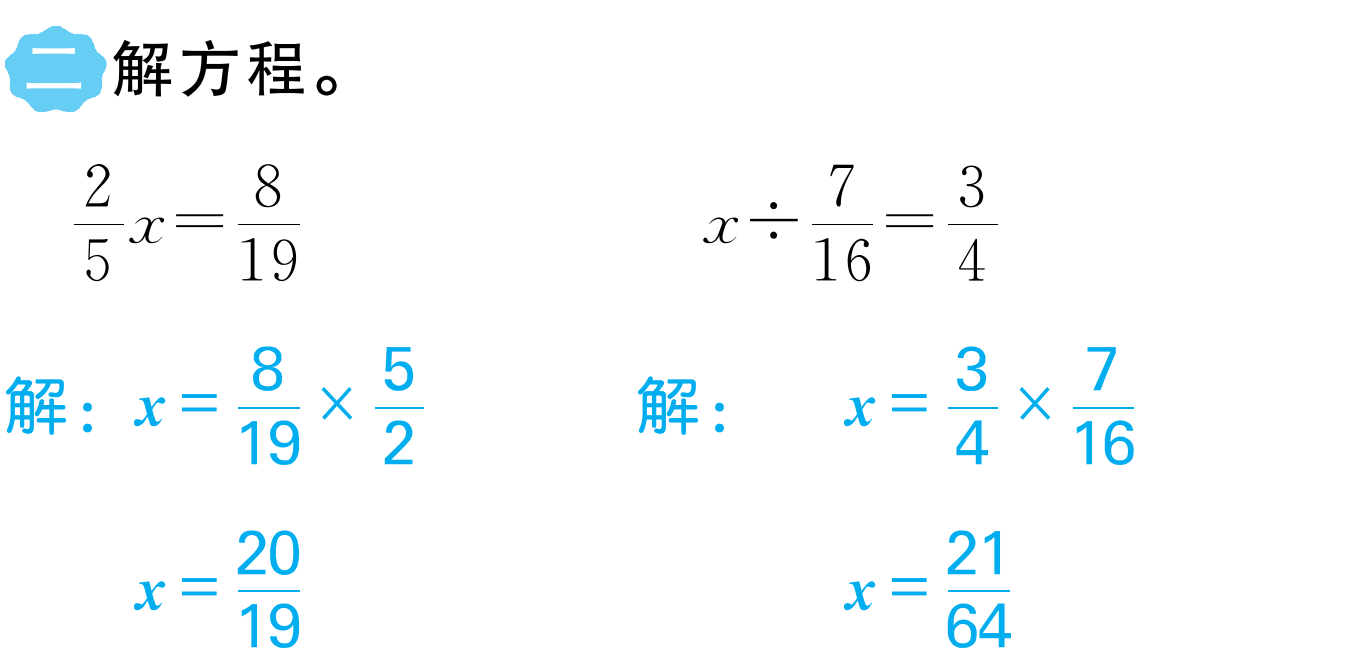 二 解方程。
2/5 x = 8/19    x ÷ 7/16 = 3/4
解: x = 8/19 × 5/2    解: x = 3/4 × 7/16
x = 20/19    x = 21/64